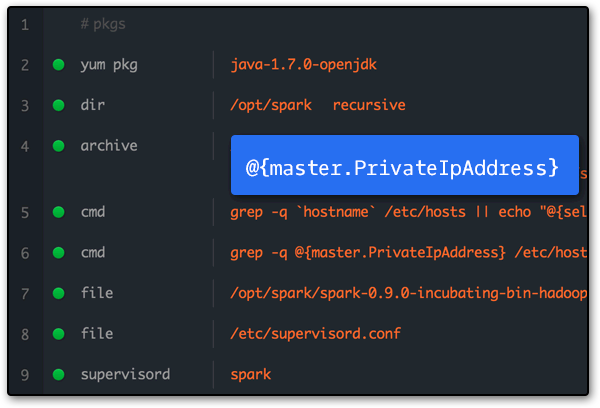 1 # pkgs
2 yum pkg java-1.7.0-openjdk
3 dir /opt/spark recursive
4 archive
@{master.PrivateIpAddress}
5 cmd grep -q `hostname` /etc/hosts || echo "@{sel
6 cmd grep -q @{master.PrivateIpAddress} /etc/host
7 file /opt/spark/spark-0.9.0-incubating-bin-hadoop
8 file /etc/supervisord.conf
9 supervisord spark